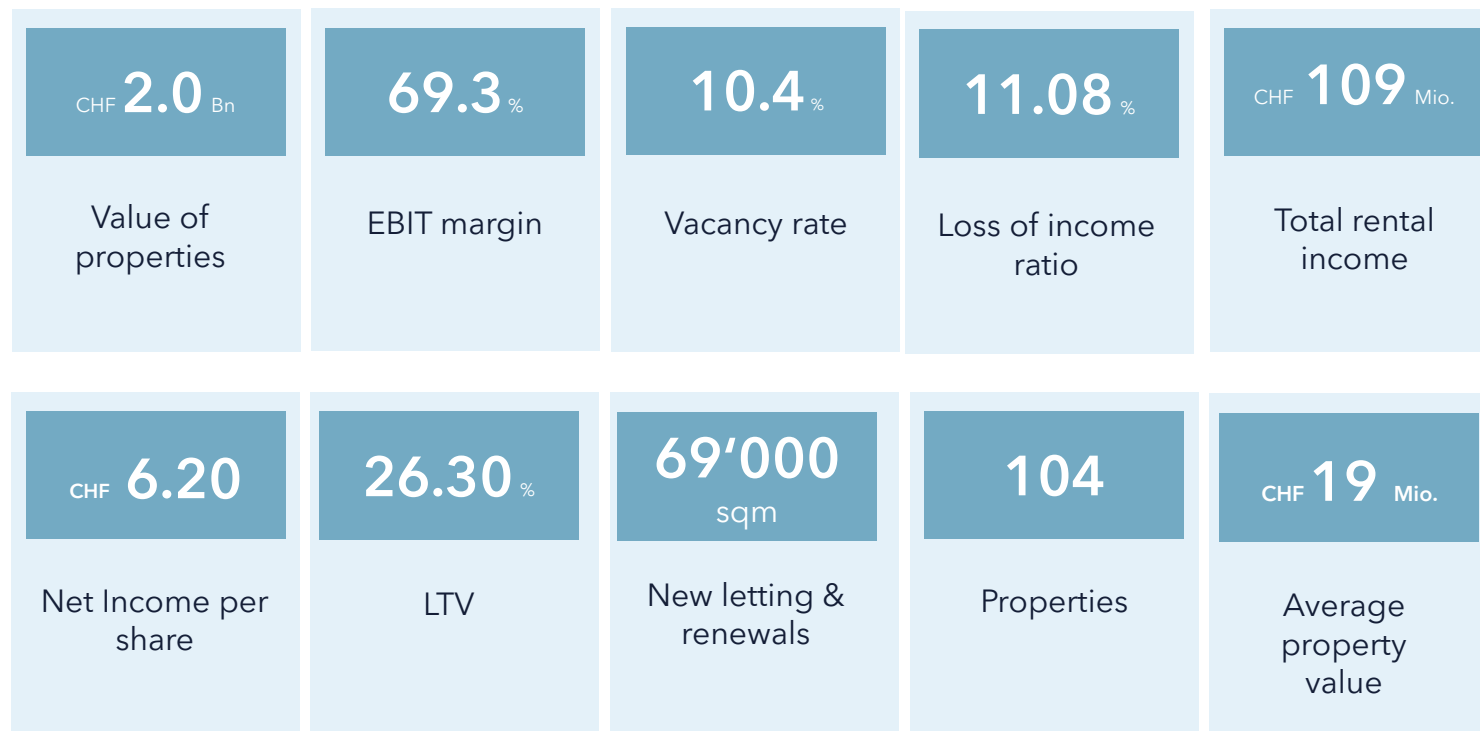 CHF 2.0 Bn
Value of
properties
69.3 %
EBIT margin
10.4 %
Vacancy rate
11.08 %
Loss of income
ratio
CHF 109 Mio.
Total rental
income
CHF 6.20
Net Income per
share
26.30 %
LTV
69‘000
sqm
New letting &
renewals
104
Properties
CHF 19 Mio.
Average
property
value